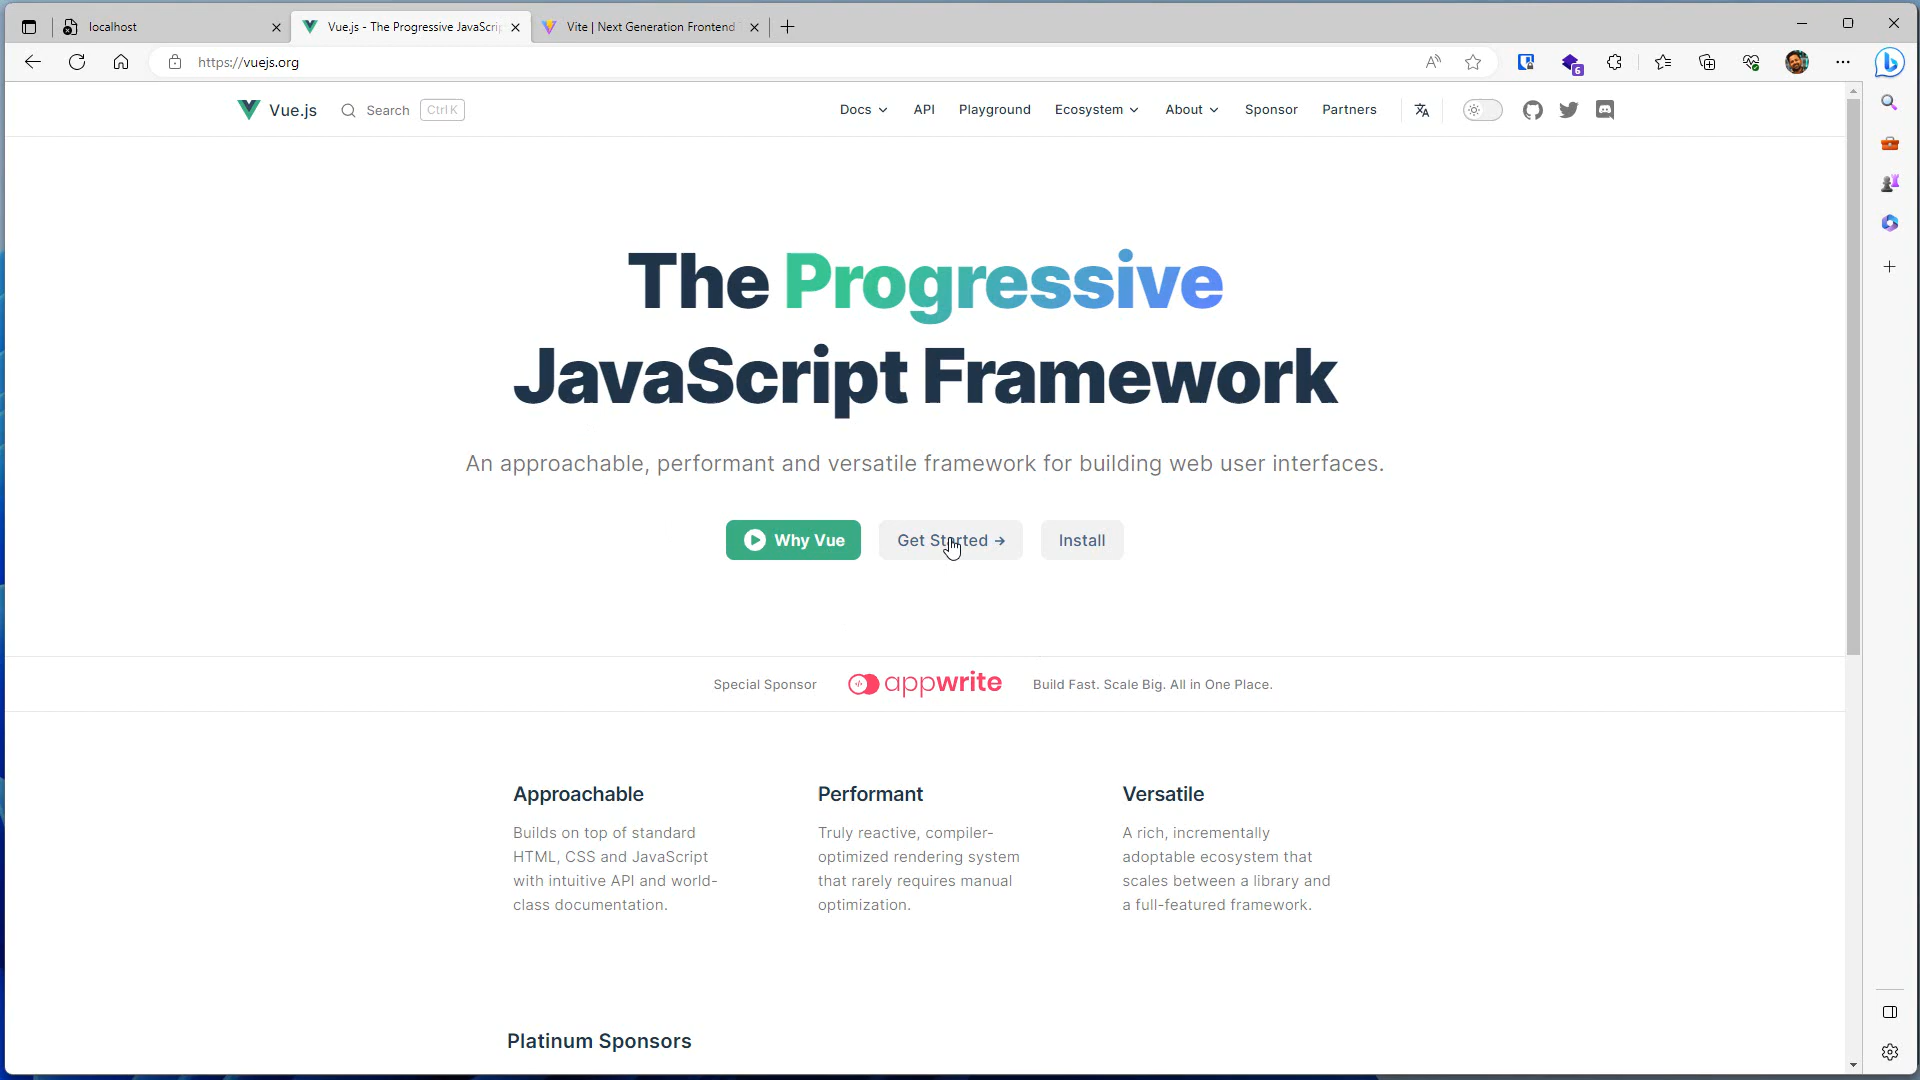 localhost
Vue.js - The Progressive JavaScri
Vite | Next Generation Frontend
https://vuejs.org
6
Vue.js
Search
Ctrl K
Docs
API
Playground
Ecosystem
About
Sponsor
Partners
The Progressive
JavaScript Framework
An approachable, performant and versatile framework for building web user interfaces.
Why Vue
Get Started →
Install
Special Sponsor
appwrite
Build Fast. Scale Big. All in One Place.
Approachable
Builds on top of standard
HTML, CSS and JavaScript
with intuitive API and world-
class documentation.
Performant
Truly reactive, compiler-
optimized rendering system
that rarely requires manual
optimization.
Versatile
A rich, incrementally
adoptable ecosystem that
scales between a library and
a full-featured framework.
Platinum Sponsors